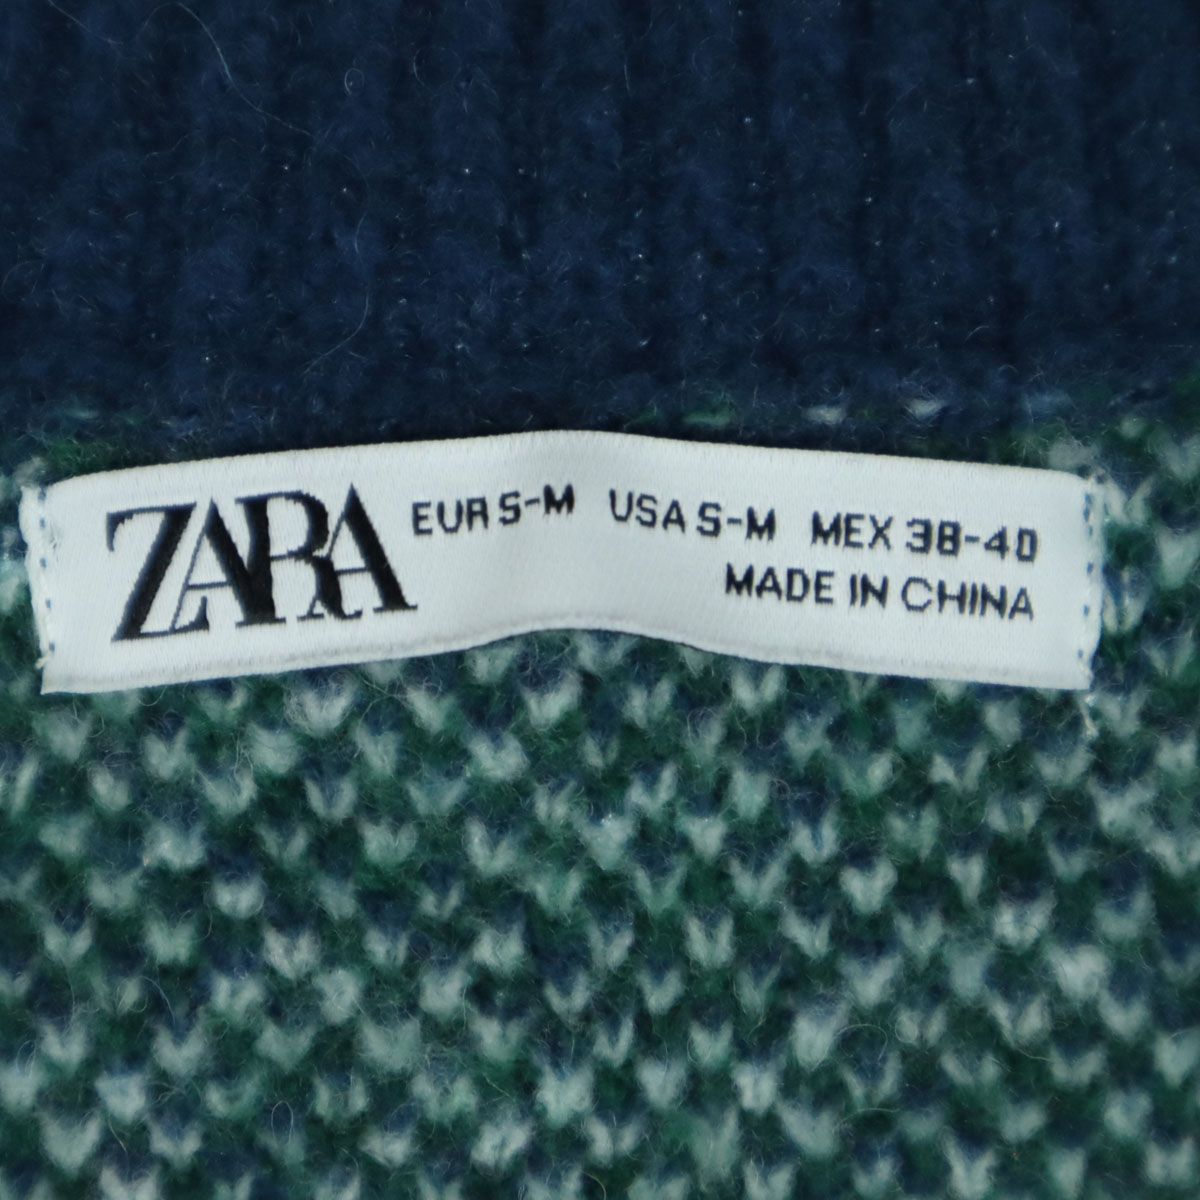 ZARA EUR S-M USA S-M MEX 38-40
MADE IN CHINA